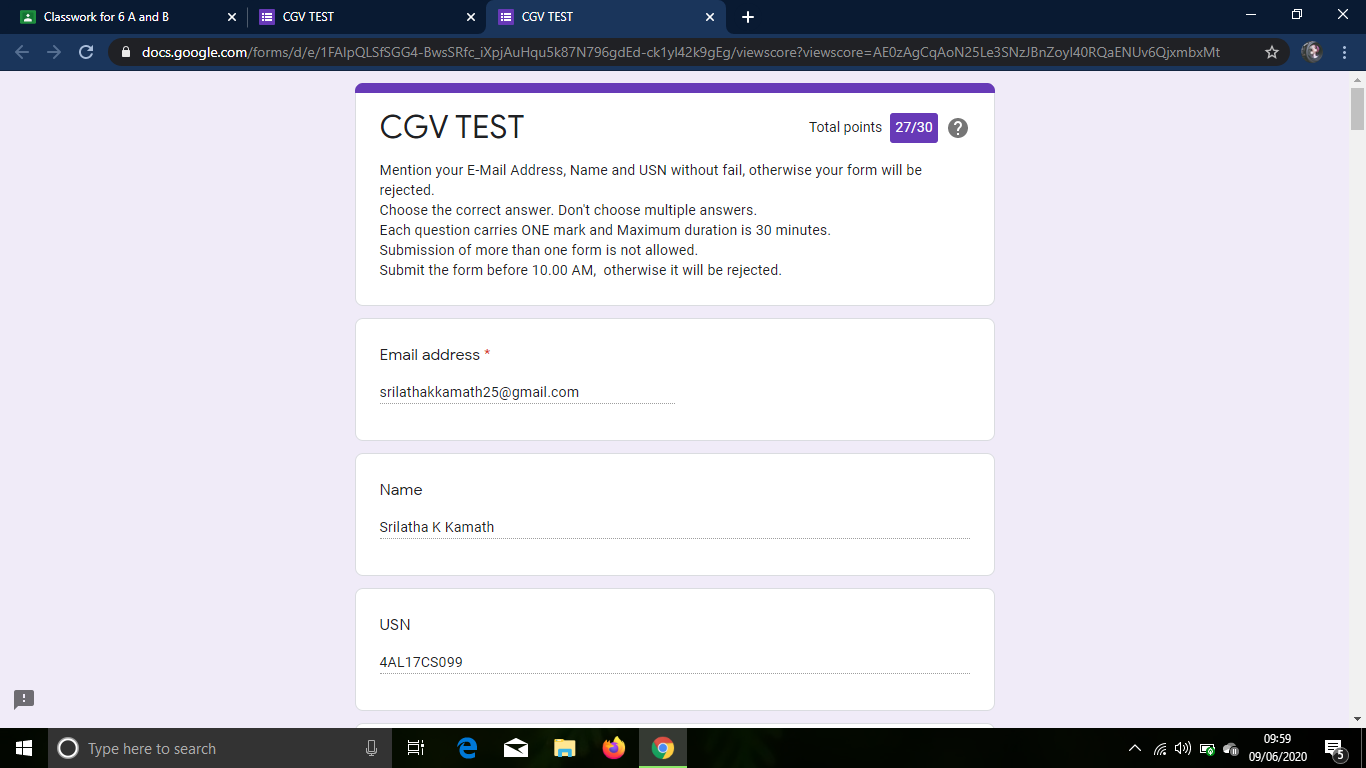 Classwork for 6 A and B
CGV TEST
CGV TEST
docs.google.com/forms/d/e/1FAIpQLSfSGG4-BwsSRfc_iXpjAuHqu5k87N796gdEd-ck1yI42k9gEg/viewscore?viewscore=AE0zAgCqAoN25Le3SNzJBnZoyI40RQaENUv6QjxmbxMt
CGV TEST
Total points 27/30 ?
Mention your E-Mail Address, Name and USN without fail, otherwise your form will be
rejected.
Choose the correct answer. Don't choose multiple answers.
Each question carries ONE mark and Maximum duration is 30 minutes.
Submission of more than one form is not allowed.
Submit the form before 10.00 AM,  otherwise it will be rejected.
Email address *
srilathakkamath25@gmail.com
Name
Srilatha K Kamath
USN
4AL17CS099
Type here to search
09:59
09/06/2020
5